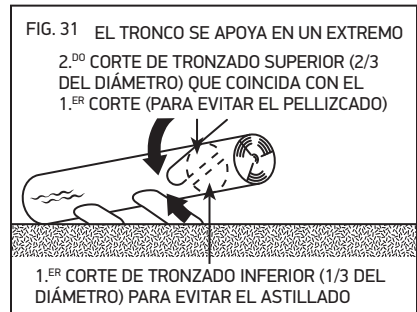 FIG. 31 EL TRONCO SE APOYA EN UN EXTREMO
2.DO CORTE DE TRONZADO SUPERIOR (2/3
DEL DIÁMETRO) QUE COINCIDA CON EL
1.ER CORTE (PARA EVITAR EL PELLIZCADO)
1.ER CORTE DE TRONZADO INFERIOR (1/3 DEL
DIÁMETRO) PARA EVITAR EL ASTILLADO